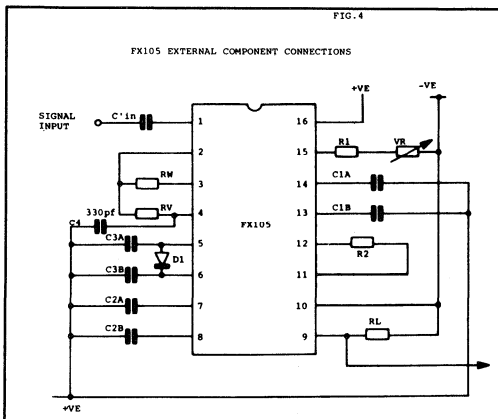 FIG.4
FX105 EXTERNAL COMPONENT CONNECTIONS
+VE
-VE
SIGNAL
INPUT
C'in
1
16
2
15
R1
VR
3
RW
14
C1A
4
RV
330pf
C4
13
C1B
FX105
5
C3A
D1
12
R2
6
C3B
11
7
C2A
10
8
C2B
9
RL
+VE